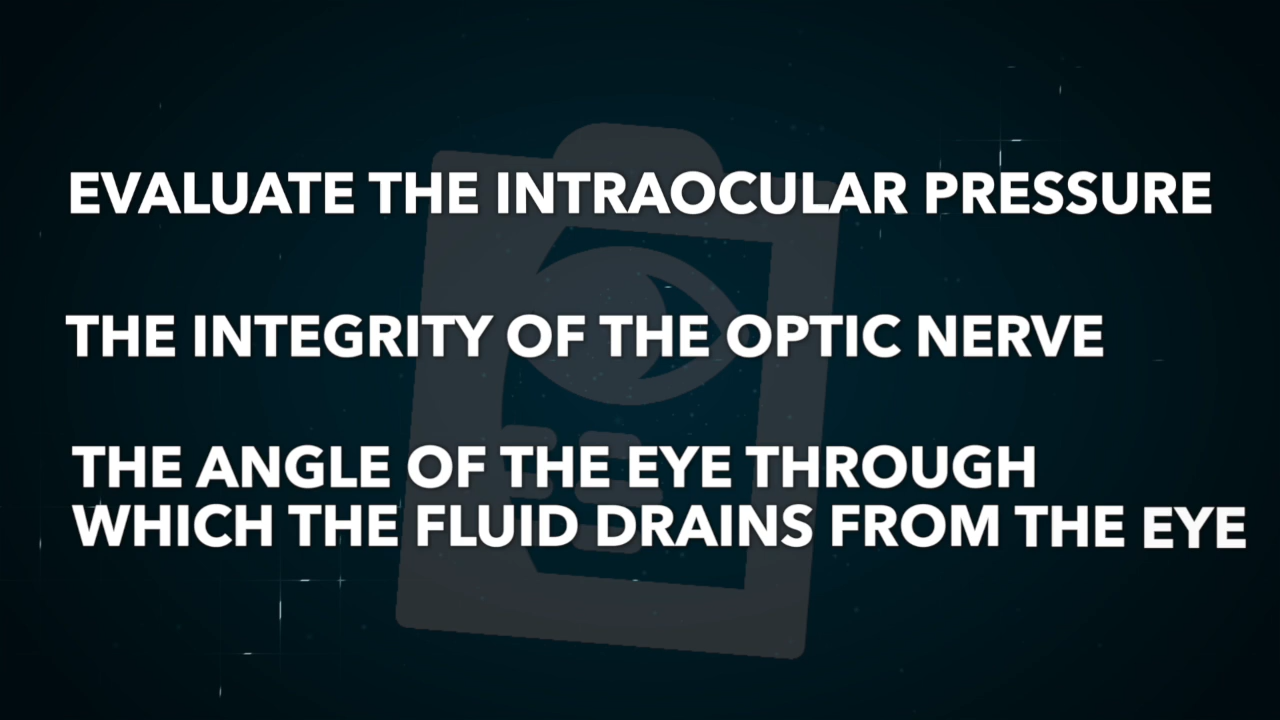 EVALUATE THE INTRAOCULAR PRESSURE
THE INTEGRITY OF THE OPTIC NERVE
THE ANGLE OF THE EYE THROUGH
WHICH THE FLUID DRAINS FROM THE EYE